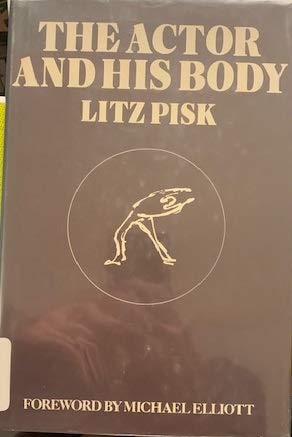 THE ACTOR
AND HIS BODY
LITZ PISK
FOREWORD BY MICHAEL ELLIOTT